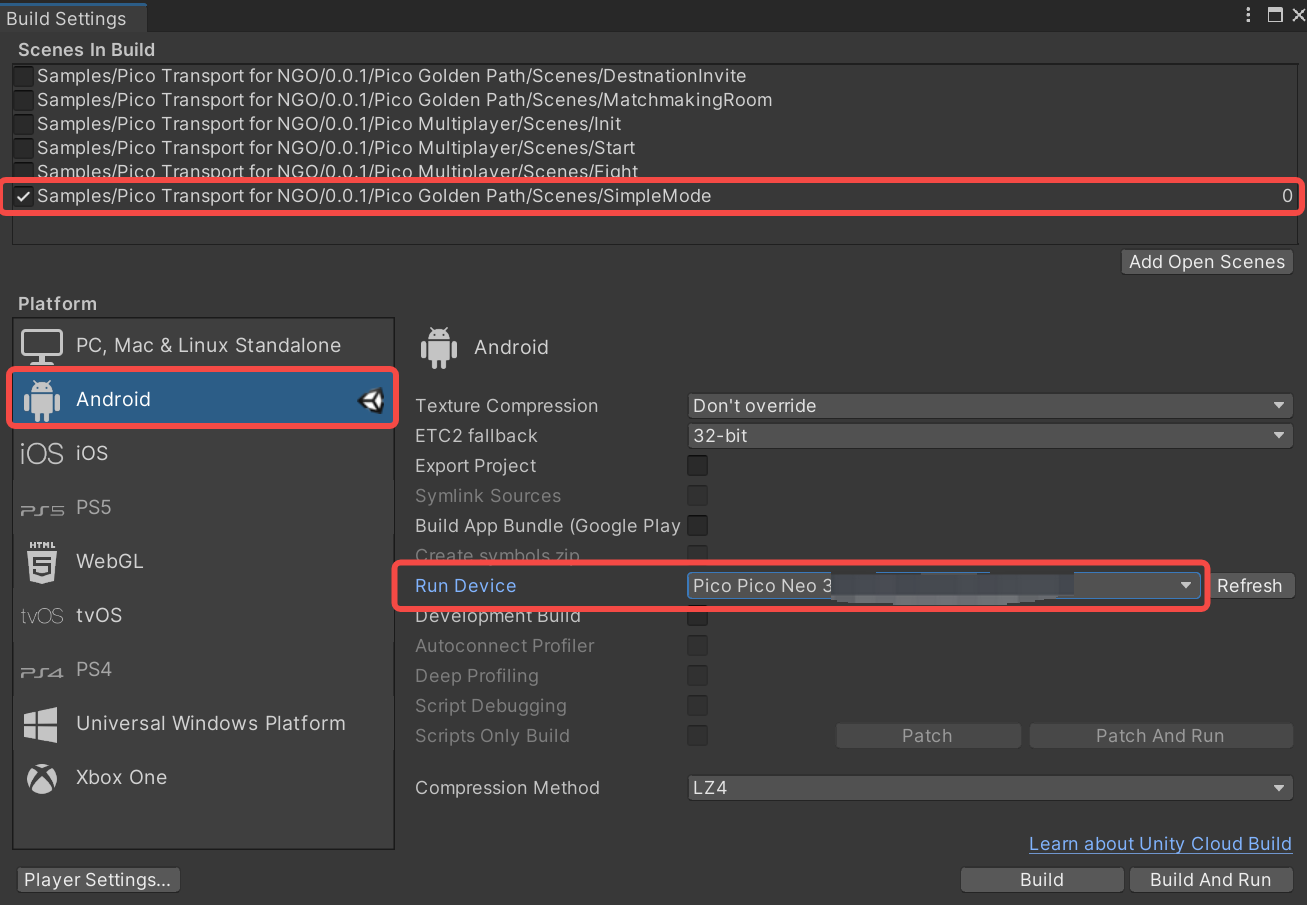 Build Settings
Scenes In Build
Samples/Pico Transport for NGO/0.0.1/Pico Golden Path/Scenes/DestnationInvite
Samples/Pico Transport for NGO/0.0.1/Pico Golden Path/Scenes/MatchmakingRoom
Samples/Pico Transport for NGO/0.0.1/Pico Multiplayer/Scenes/Init
Samples/Pico Transport for NGO/0.0.1/Pico Multiplayer/Scenes/Start
Samples/Pico Transport for NGO/0.0.1/Pico Multiplayer/Scenes/Fight
Samples/Pico Transport for NGO/0.0.1/Pico Golden Path/Scenes/SimpleMode 0
Add Open Scenes
Platform
PC, Mac & Linux Standalone
Android
iOS iOS
PS5 PS5
HTML 5 WebGL
tvOS tvOS
PS4 PS4
Universal Windows Platform
Xbox One
Android
Texture Compression Don't override
ETC2 fallback 32-bit
Export Project
Symlink Sources
Build App Bundle (Google Play
Create symbols.zip
Run Device Pico Pico Neo 3 Refresh
Development Build
Autoconnect Profiler
Deep Profiling
Script Debugging
Scripts Only Build Patch Patch And Run
Compression Method LZ4
Learn about Unity Cloud Build
Player Settings... Build Build And Run